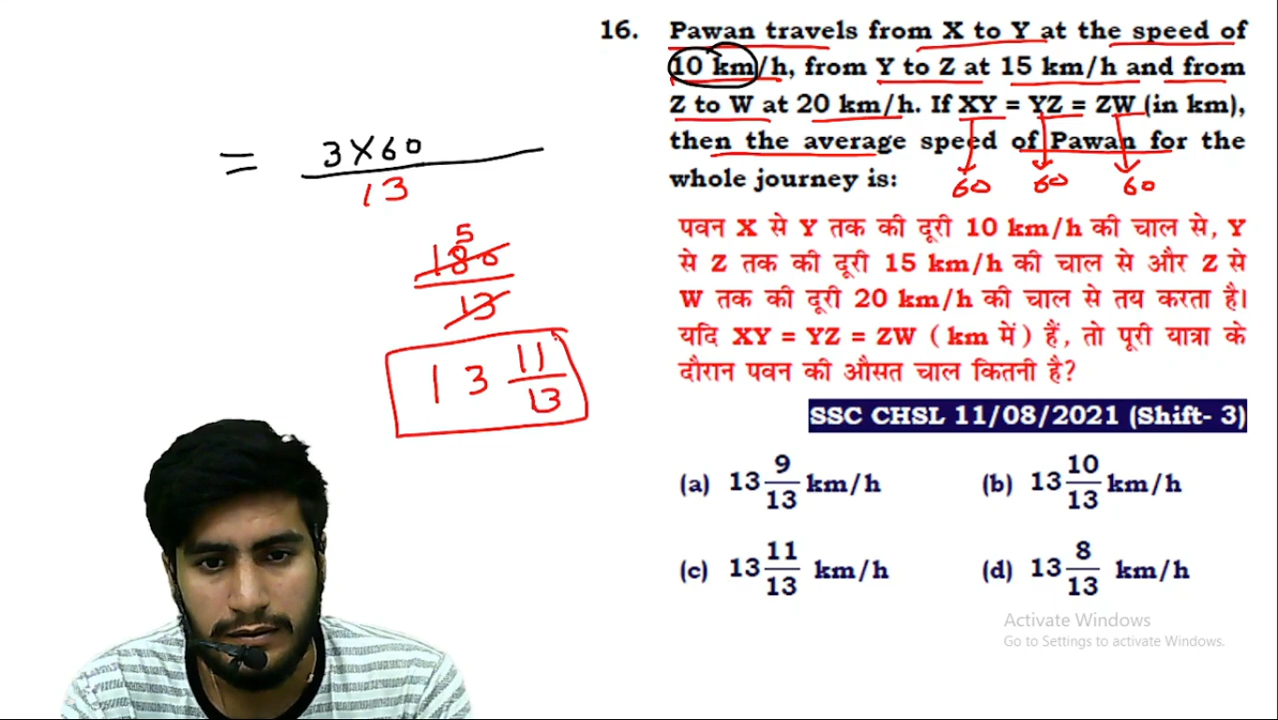 16. Pawan travels from X to Y at the speed of
10 km/h, from Y to Z at 15 km/h and from
Z to W at 20 km/h. If XY = YZ = ZW (in km),
then the average speed of Pawan for the
whole journey is:
60 60 60
पवन X से Y तक की दूरी 10 km/h की चाल से, Y
से Z तक की दूरी 15 km/h की चाल से और Z से
W तक की दूरी 20 km/h की चाल से तय करता है।
यदि XY = YZ = ZW ( km में ) हैं, तो पूरी यात्रा के
दौरान पवन की औसत चाल कितनी है?
SSC CHSL 11/08/2021 (Shift- 3)
(a) 13 9/13 km/h (b) 13 10/13 km/h
(c) 13 11/13 km/h (d) 13 8/13 km/h
= 3X60/13
5
180/13
13 11/13
Activate Windows
Go to Settings to activate Windows.